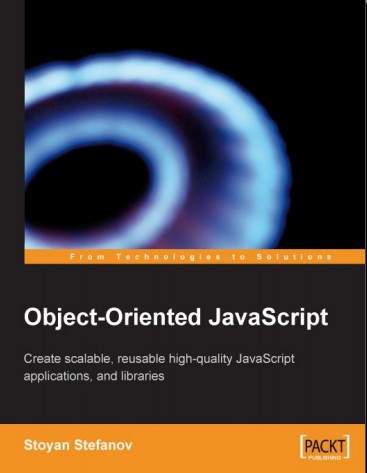 From Technologies to Solutions
Object-Oriented JavaScript
Create scalable, reusable high-quality JavaScript
applications, and libraries
Stoyan Stefanov
[PACKT]
PUBLISHING